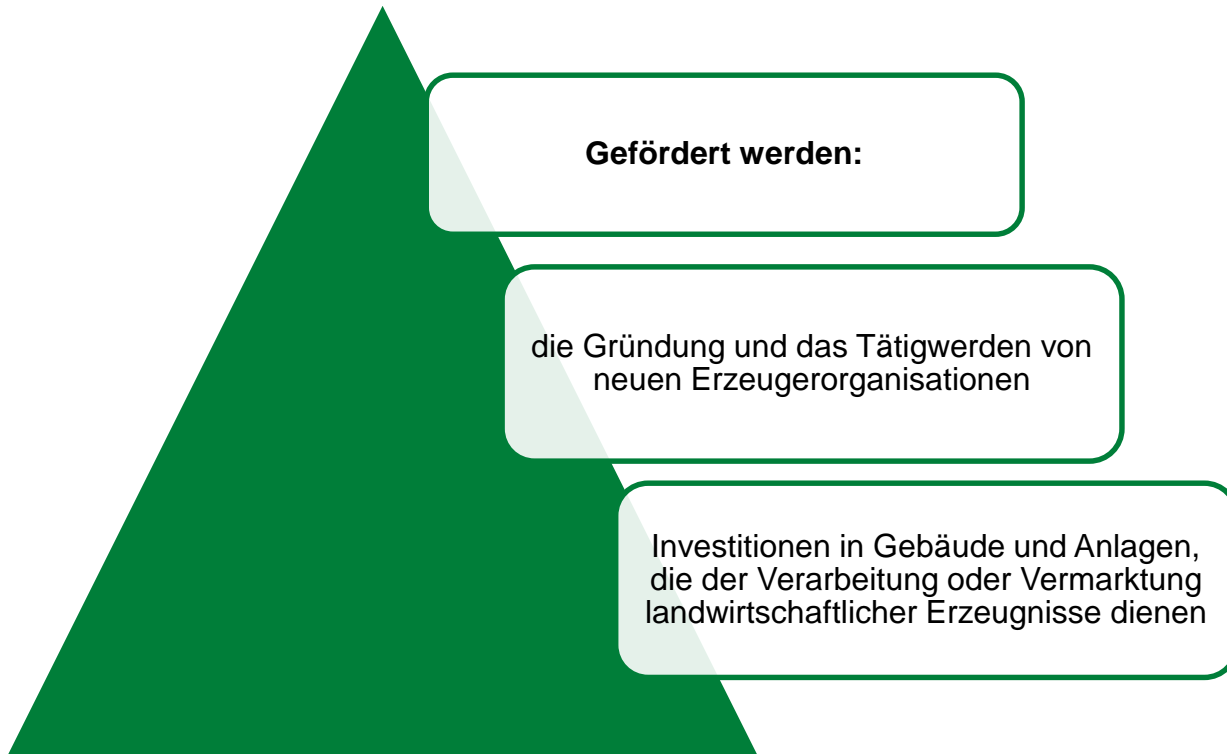 Gefördert werden:
die Gründung und das Tätigwerden von
neuen Erzeugerorganisationen
Investitionen in Gebäude und Anlagen,
die der Verarbeitung oder Vermarktung
landwirtschaftlicher Erzeugnisse dienen